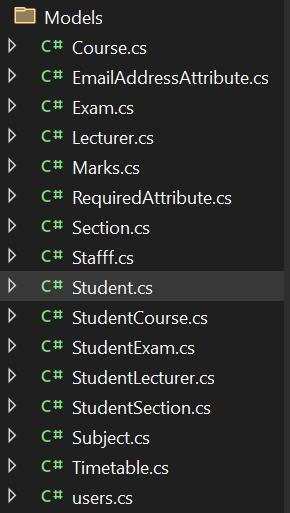 Models
C# Course.cs
C# EmailAddressAttribute.cs
C# Exam.cs
C# Lecturer.cs
C# Marks.cs
C# RequiredAttribute.cs
C# Section.cs
C# Stafff.cs
C# Student.cs
C# StudentCourse.cs
C# StudentExam.cs
C# StudentLecturer.cs
C# StudentSection.cs
C# Subject.cs
C# Timetable.cs
C# users.cs